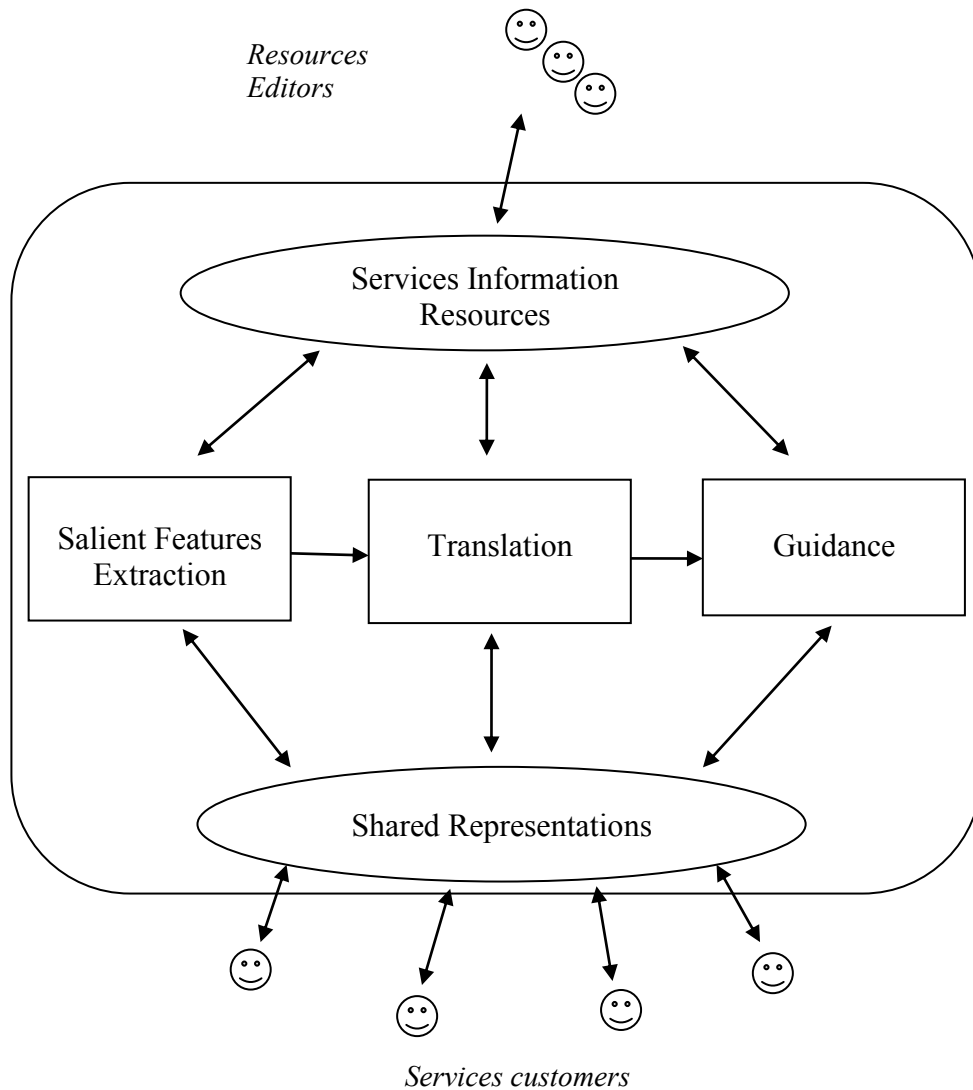 Resources
Editors
Services Information
Resources
Salient Features
Extraction
Translation
Guidance
Shared Representations
Services customers